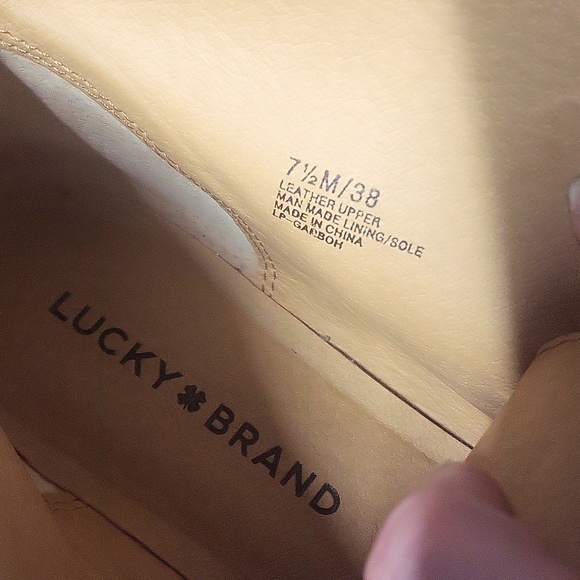 7½M/38
LEATHER UPPER
MAN MADE LINING/SOLE
MADE IN CHINA
LP-GARBOH
LUCKY BRAND